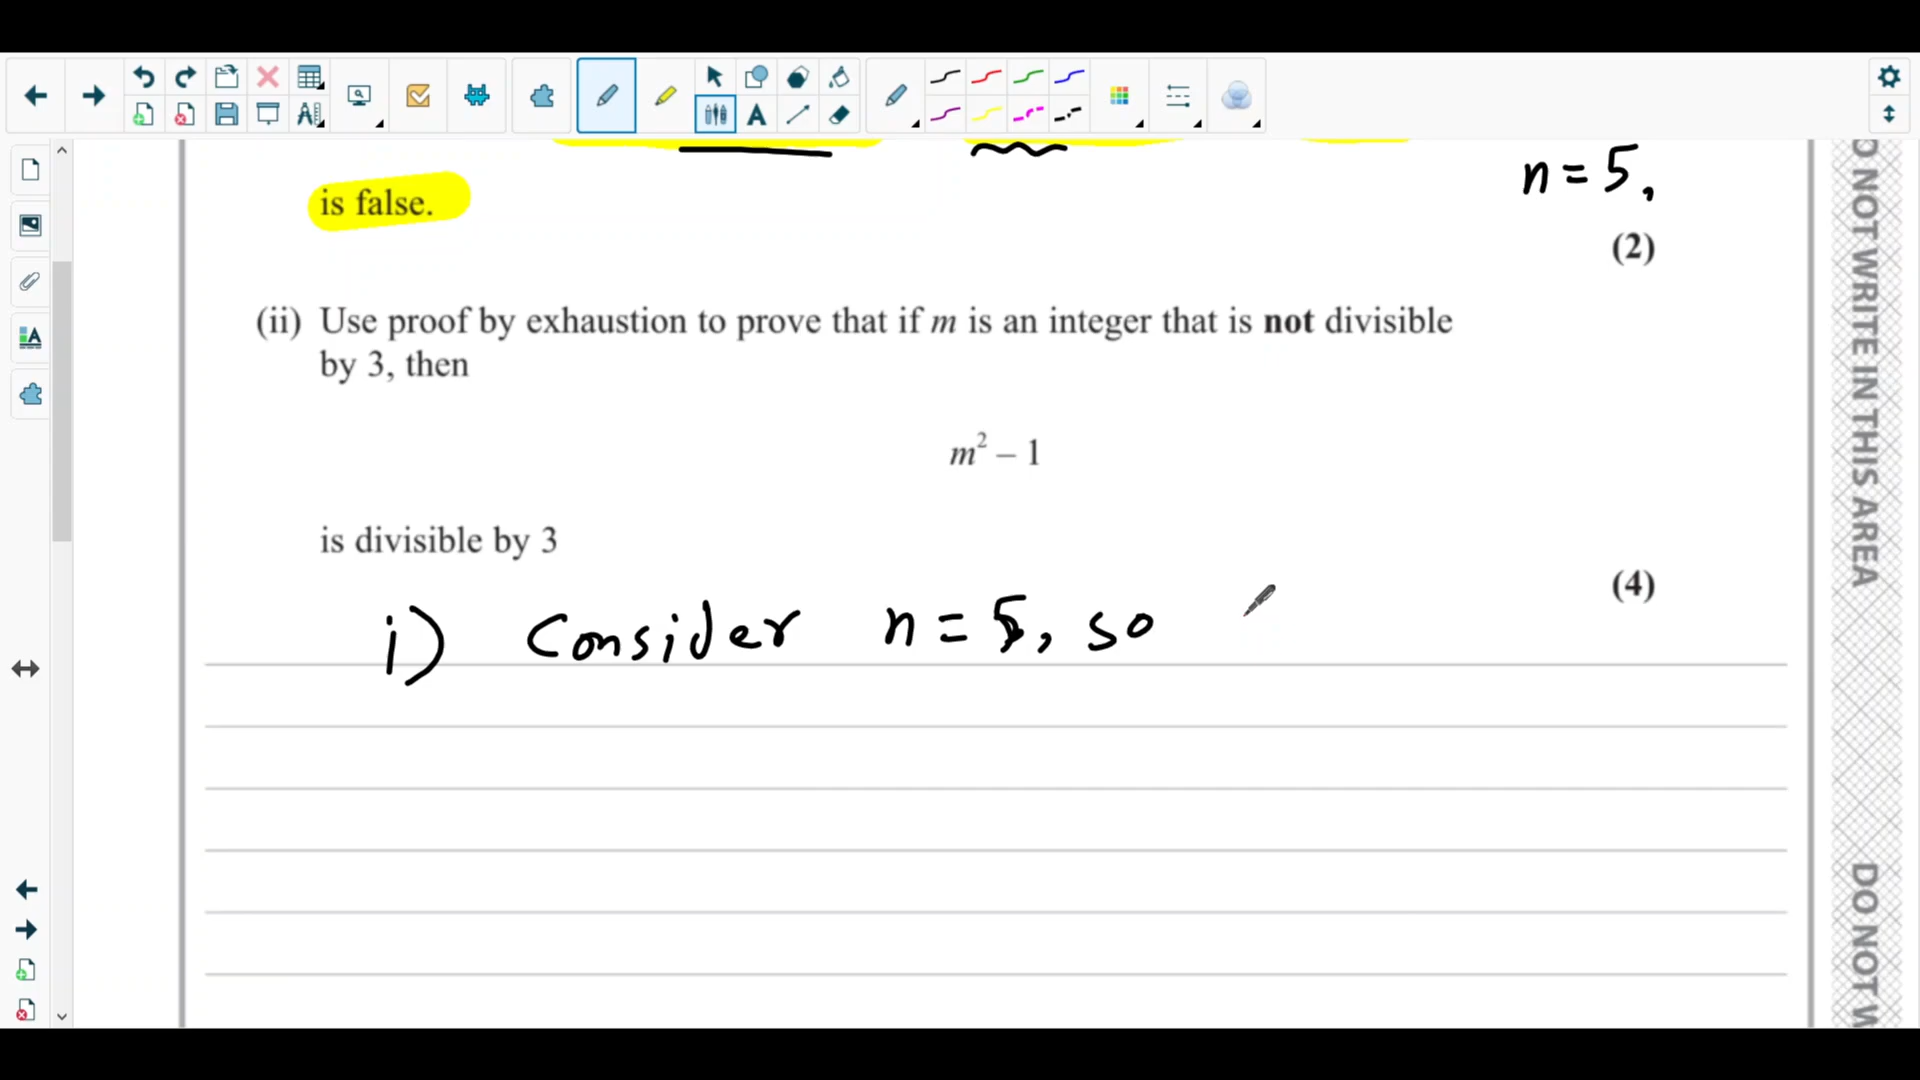 n = 5,
is false.
(2)
(ii) Use proof by exhaustion to prove that if m is an integer that is not divisible
by 3, then
m² – 1
is divisible by 3
(4)
i) Consider n = 5, so
O NOT WRITE IN THIS AREA
DO NOT W